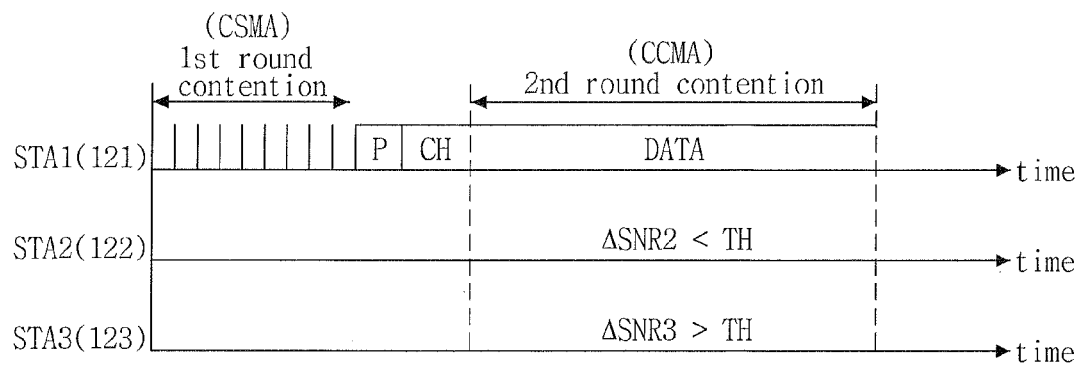 (CSMA)
1st round
contention
(CCMA)
2nd round contention
STA1(121)
P
CH
DATA
time
STA2(122)
ΔSNR2 < TH
time
STA3(123)
ΔSNR3 > TH
time